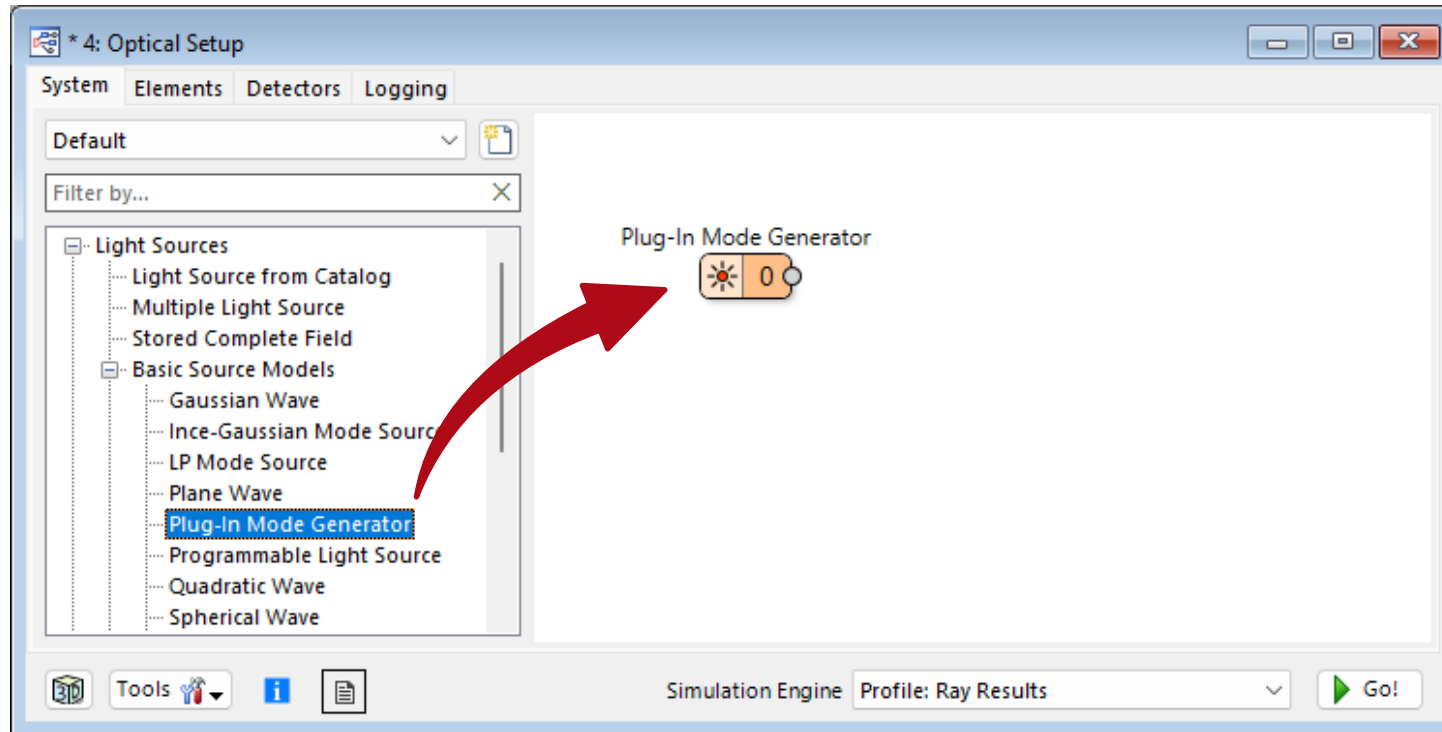 * 4: Optical Setup
System Elements Detectors Logging
Default
Filter by...
Light Sources
Light Source from Catalog
Multiple Light Source
Stored Complete Field
Basic Source Models
Gaussian Wave
Ince-Gaussian Mode Source
LP Mode Source
Plane Wave
Plug-In Mode Generator
Programmable Light Source
Quadratic Wave
Spherical Wave
Plug-In Mode Generator
0
3D Tools i Simulation Engine Profile: Ray Results Go!